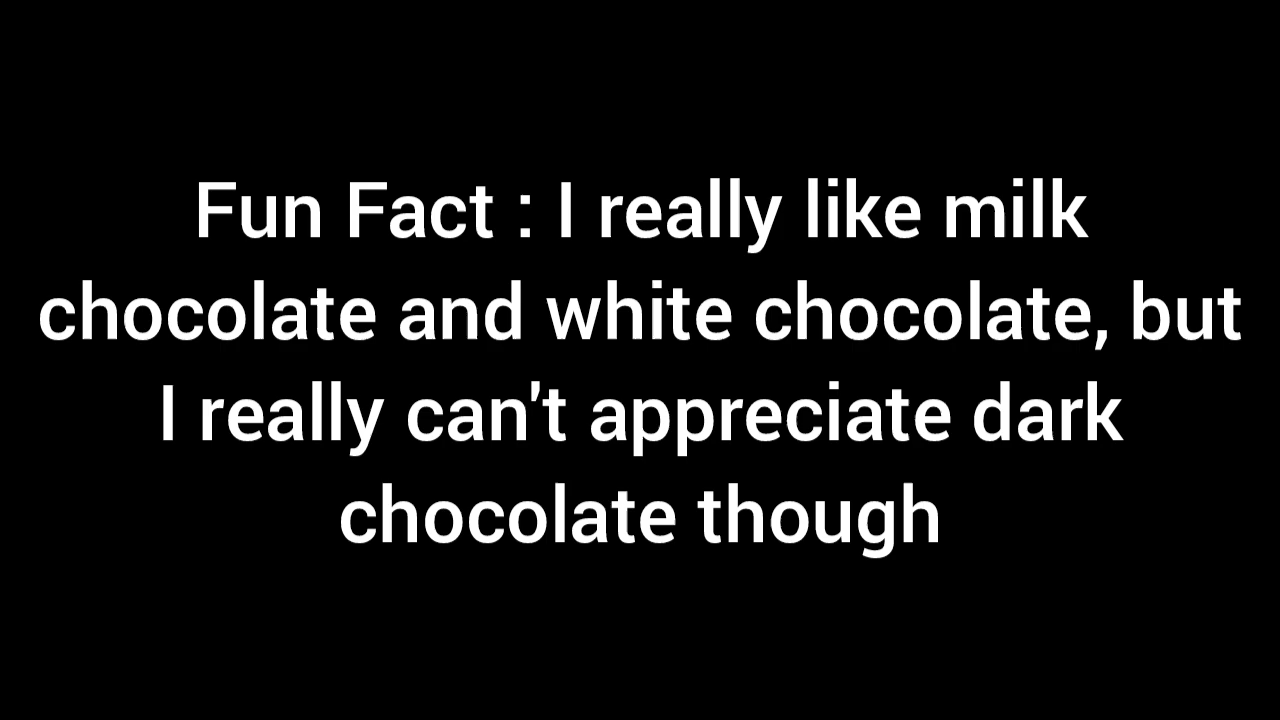 Fun Fact : I really like milk
chocolate and white chocolate, but
I really can't appreciate dark
chocolate though